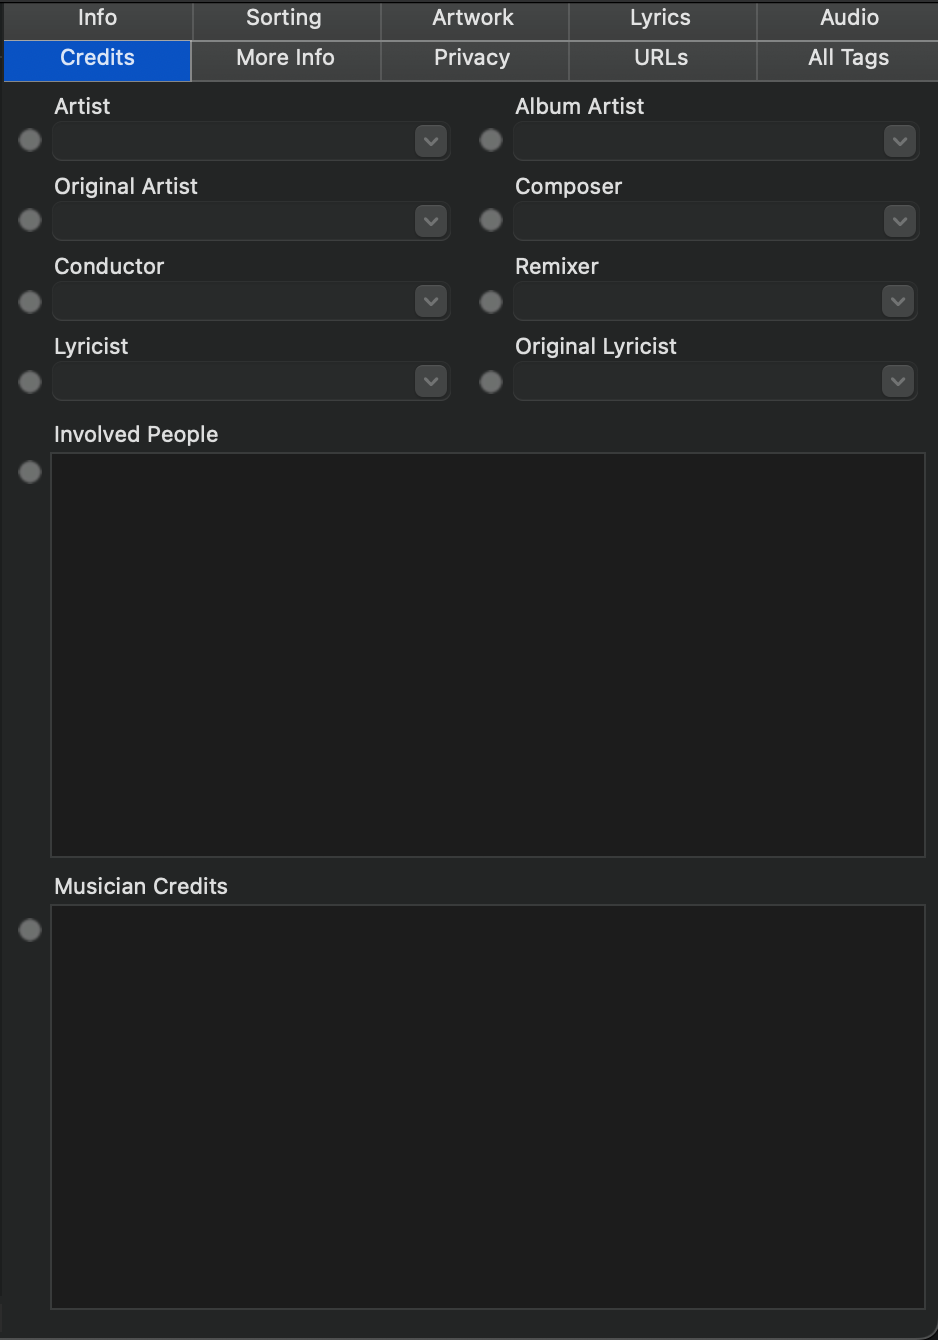 Info Sorting Artwork Lyrics Audio
Credits More Info Privacy URLs All Tags
Artist Album Artist
Original Artist Composer
Conductor Remixer
Lyricist Original Lyricist
Involved People
Musician Credits